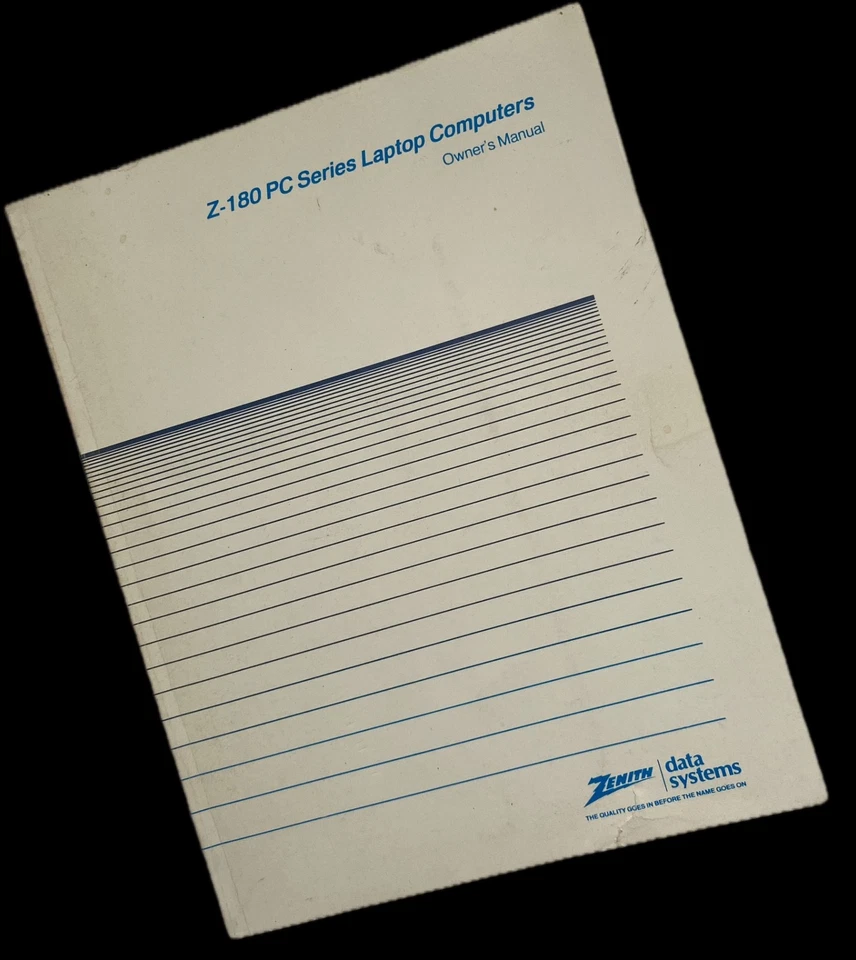 Z-180 PC Series Laptop Computers
Owner's Manual
ZENITH data systems
THE QUALITY GOES IN BEFORE THE NAME GOES ON